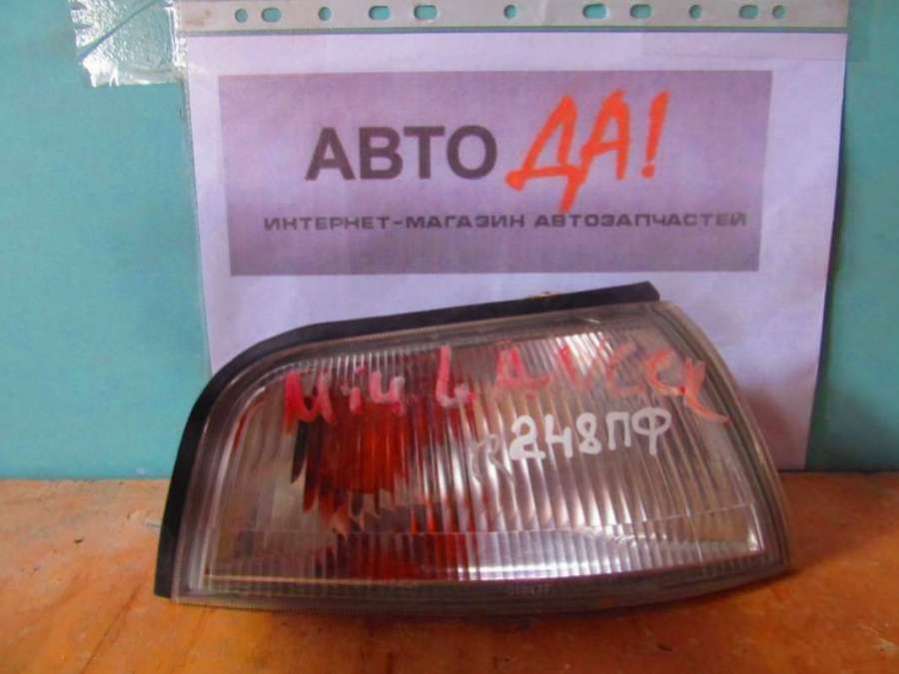 АВТО ДА!
ИНТЕРНЕТ-МАГАЗИН АВТОЗАПЧАСТЕЙ
248ПФ